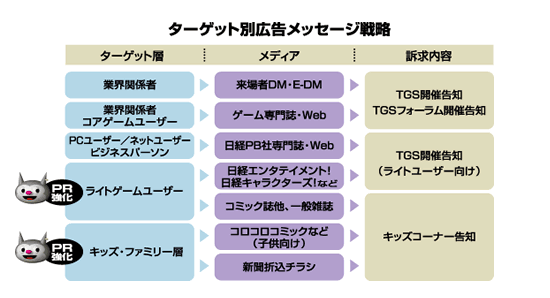 ターゲット別広告メッセージ戦略
ターゲット層
メディア
訴求内容
業界関係者
来場者DM・E-DM
TGS開催告知
TGSフォーラム開催告知
業界関係者
コアゲームユーザー
ゲーム専門誌・Web
PCユーザー／ネットユーザー
ビジネスパーソン
日経PB社専門誌・Web
TGS開催告知
（ライトユーザー向け）
PR
強化
ライトゲームユーザー
日経エンタテイメント！
日経キャラクターズ！など
コミック誌他、一般雑誌
キッズコーナー告知
PR
強化
キッズ・ファミリー層
コロコロコミックなど
（子供向け）
新聞折込チラシ